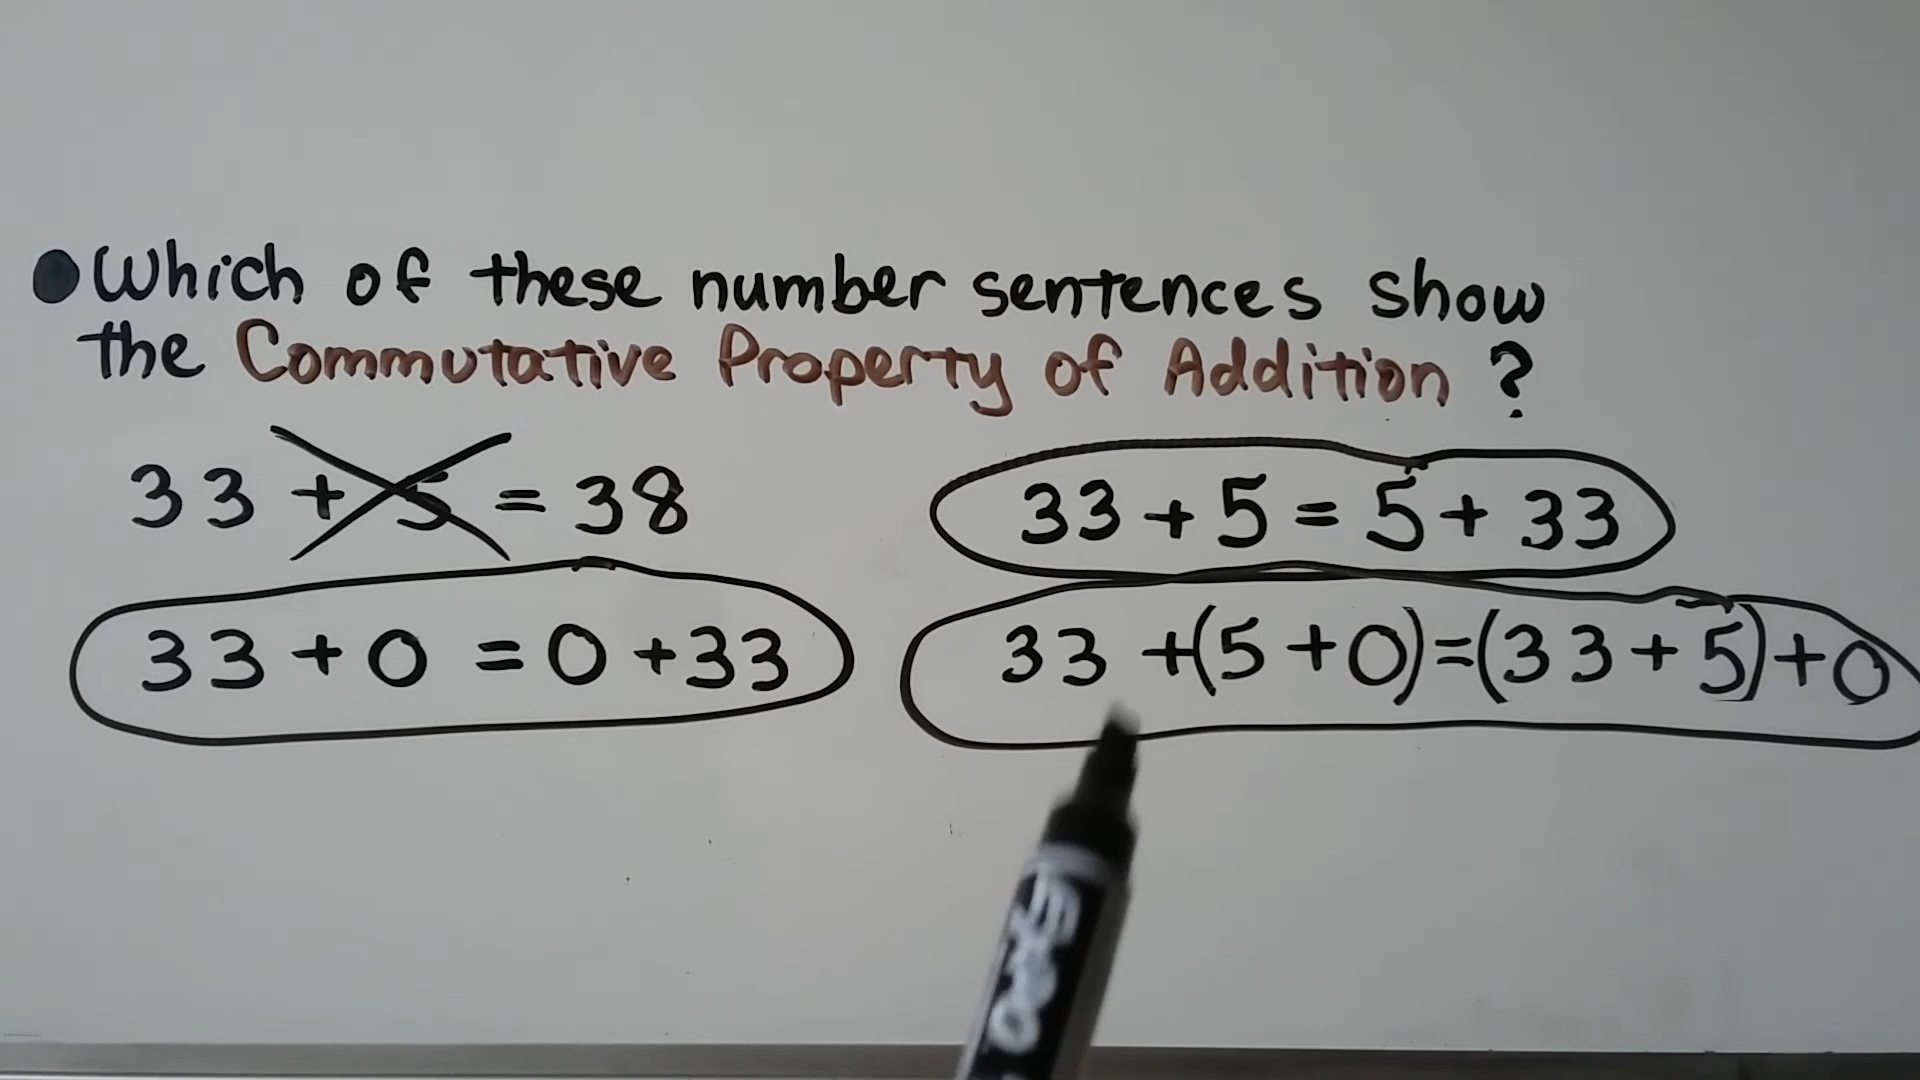 •Which of these number sentences show
the Commutative Property of Addition?
33 + 5 = 38
33 + 5 = 5 + 33
33 + 0 = 0 + 33
33 + (5 + 0) = (33 + 5) + 0
Expo